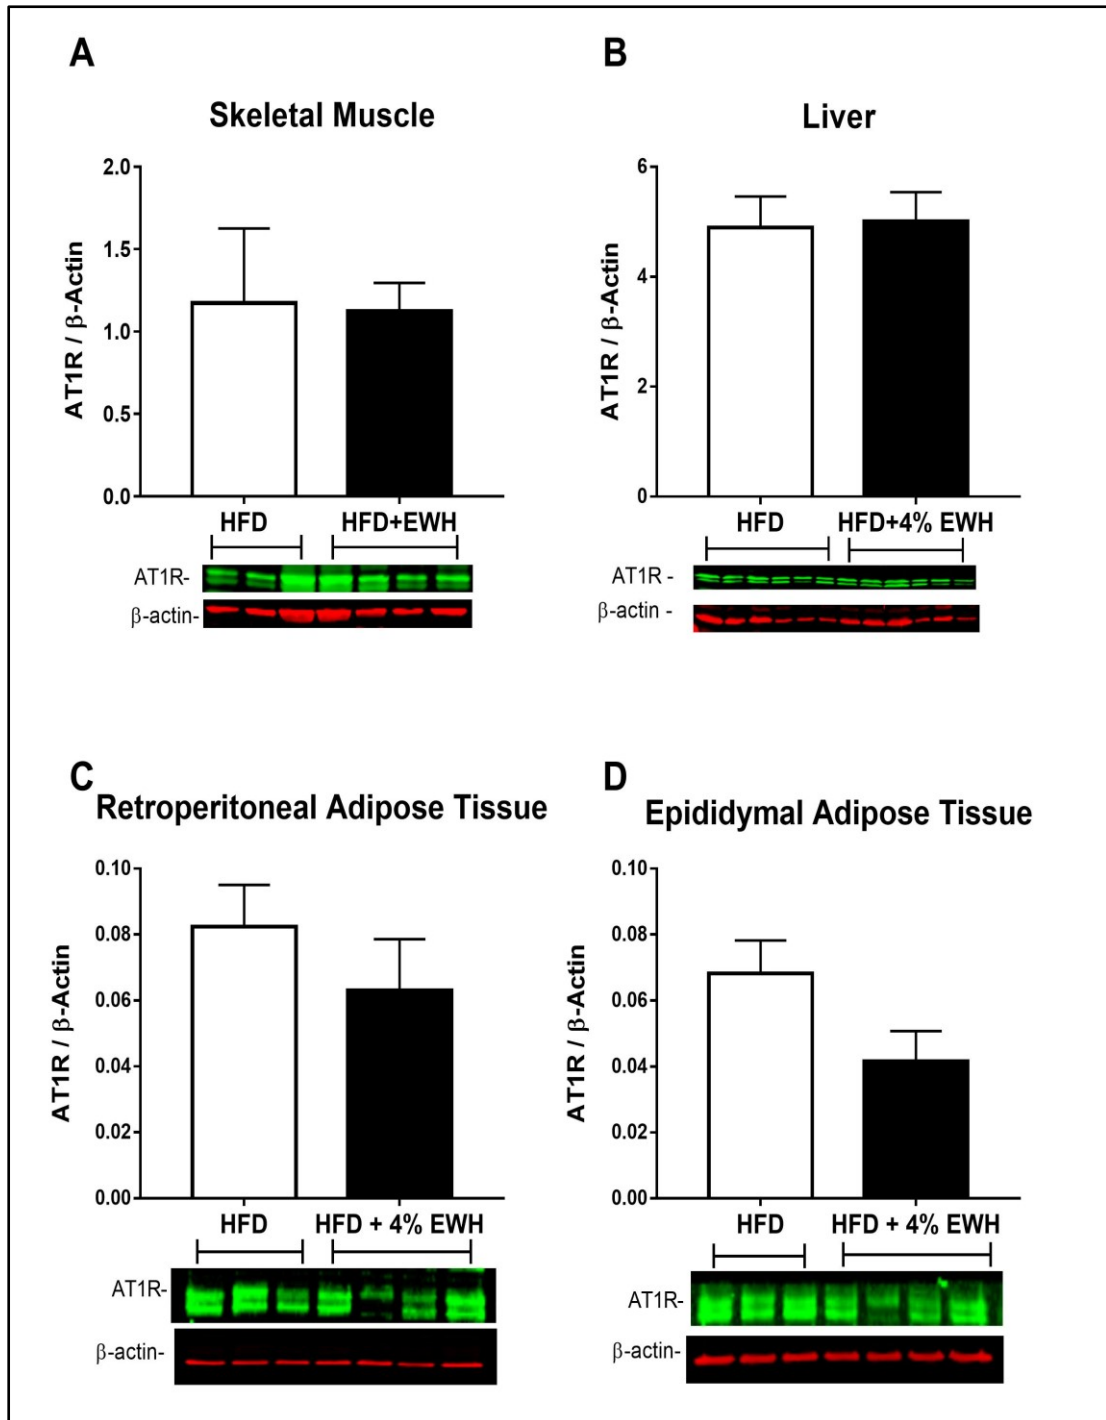 A
Skeletal Muscle
AT1R / β-Actin
2.0
1.5
1.0
0.5
0.0
HFD
HFD+EWH
AT1R-
β-actin-
B
Liver
AT1R / β-Actin
6
4
2
0
HFD
HFD+4% EWH
AT1R -
β-actin -
C
Retroperitoneal Adipose Tissue
AT1R / β-Actin
0.10
0.08
0.06
0.04
0.02
0.00
HFD
HFD + 4% EWH
AT1R-
β-actin-
D
Epididymal Adipose Tissue
AT1R / β-Actin
0.10
0.08
0.06
0.04
0.02
0.00
HFD
HFD + 4% EWH
AT1R-
β-actin-